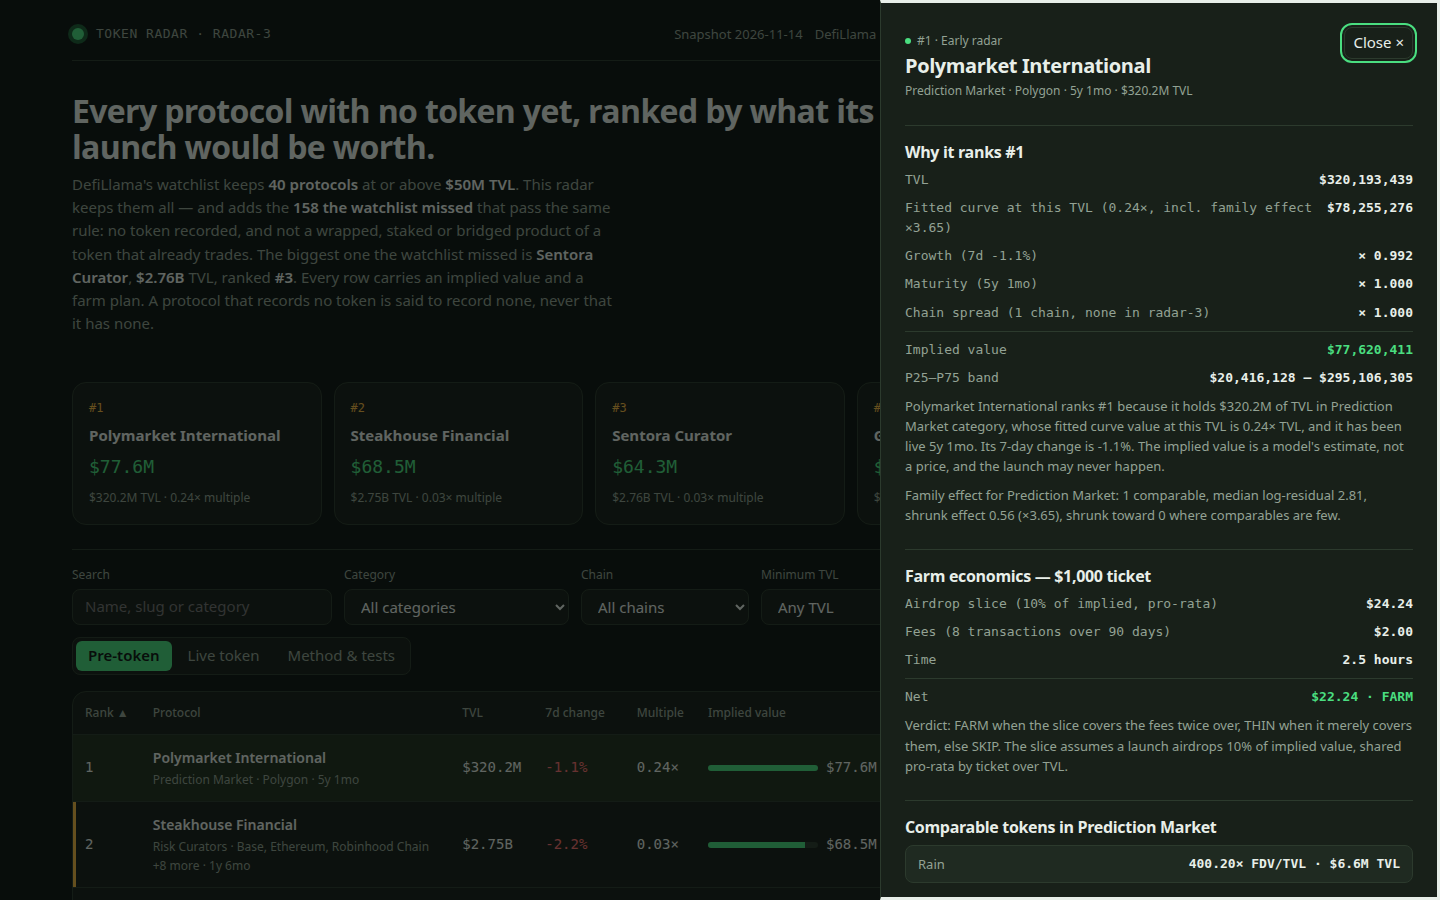 TOKEN RADAR · RADAR-3
Snapshot 2026-11-14 DefiLlama
Every protocol with no token yet, ranked by what its
launch would be worth.
DefiLlama's watchlist keeps 40 protocols at or above $50M TVL. This radar
keeps them all — and adds the 158 the watchlist missed that pass the same
rule: no token recorded, and not a wrapped, staked or bridged product of a
token that already trades. The biggest one the watchlist missed is Sentora
Curator, $2.76B TVL, ranked #3. Every row carries an implied value and a
farm plan. A protocol that records no token is said to record none, never that
it has none.
#1
Polymarket International
$77.6M
$320.2M TVL · 0.24× multiple
#2
Steakhouse Financial
$68.5M
$2.75B TVL · 0.03× multiple
#3
Sentora Curator
$64.3M
$2.76B TVL · 0.03× multiple
Search
Name, slug or category
Category
All categories
Chain
All chains
Minimum TVL
Any TVL
Pre-token Live token Method & tests
Rank ▲ Protocol TVL 7d change Multiple Implied value
1 Polymarket International $320.2M -1.1% 0.24× $77.6M
Prediction Market · Polygon · 5y 1mo
2 Steakhouse Financial $2.75B -2.2% 0.03× $68.5M
Risk Curators · Base, Ethereum, Robinhood Chain
+8 more · 1y 6mo
#1 · Early radar
Close ×
Polymarket International
Prediction Market · Polygon · 5y 1mo · $320.2M TVL
Why it ranks #1
TVL $320,193,439
Fitted curve at this TVL (0.24×, incl. family effect $78,255,276
×3.65)
Growth (7d -1.1%) × 0.992
Maturity (5y 1mo) × 1.000
Chain spread (1 chain, none in radar-3) × 1.000
Implied value $77,620,411
P25–P75 band $20,416,128 – $295,106,305
Polymarket International ranks #1 because it holds $320.2M of TVL in Prediction
Market category, whose fitted curve value at this TVL is 0.24× TVL, and it has been
live 5y 1mo. Its 7-day change is -1.1%. The implied value is a model's estimate, not
a price, and the launch may never happen.
Family effect for Prediction Market: 1 comparable, median log-residual 2.81,
shrunk effect 0.56 (×3.65), shrunk toward 0 where comparables are few.
Farm economics — $1,000 ticket
Airdrop slice (10% of implied, pro-rata) $24.24
Fees (8 transactions over 90 days) $2.00
Time 2.5 hours
Net $22.24 · FARM
Verdict: FARM when the slice covers the fees twice over, THIN when it merely covers
them, else SKIP. The slice assumes a launch airdrops 10% of implied value, shared
pro-rata by ticket over TVL.
Comparable tokens in Prediction Market
Rain 400.20× FDV/TVL · $6.6M TVL